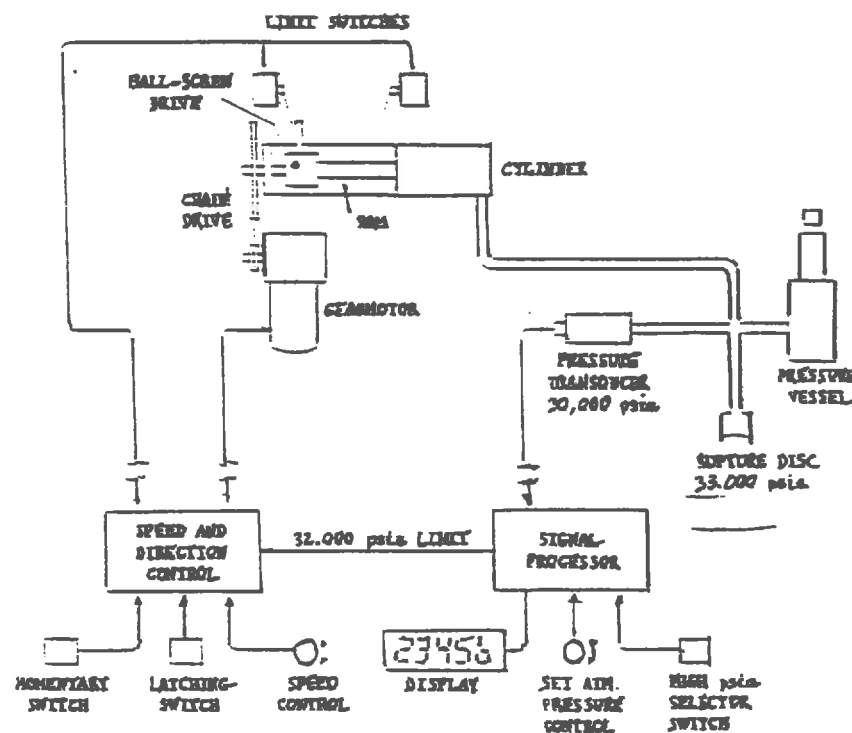 LIMIT SWITCHES
BALL-SCREW
DRIVE
CYLINDER
CHAIN
DRIVE
RAM
GEARMOTOR
PRESSURE
TRANSDUCER
30,000 psia
PRESSURE
VESSEL
RUPTURE DISC
33.000 psia
SPEED AND
DIRECTION
CONTROL
32.000 psia LIMIT
SIGNAL
PROCESSOR
23456
MOMENTARY
SWITCH
LATCHING-
SWITCH
SPEED
CONTROL
DISPLAY
SET ATM.
PRESSURE
CONTROL
HIGH psia
SELECTOR
SWITCH